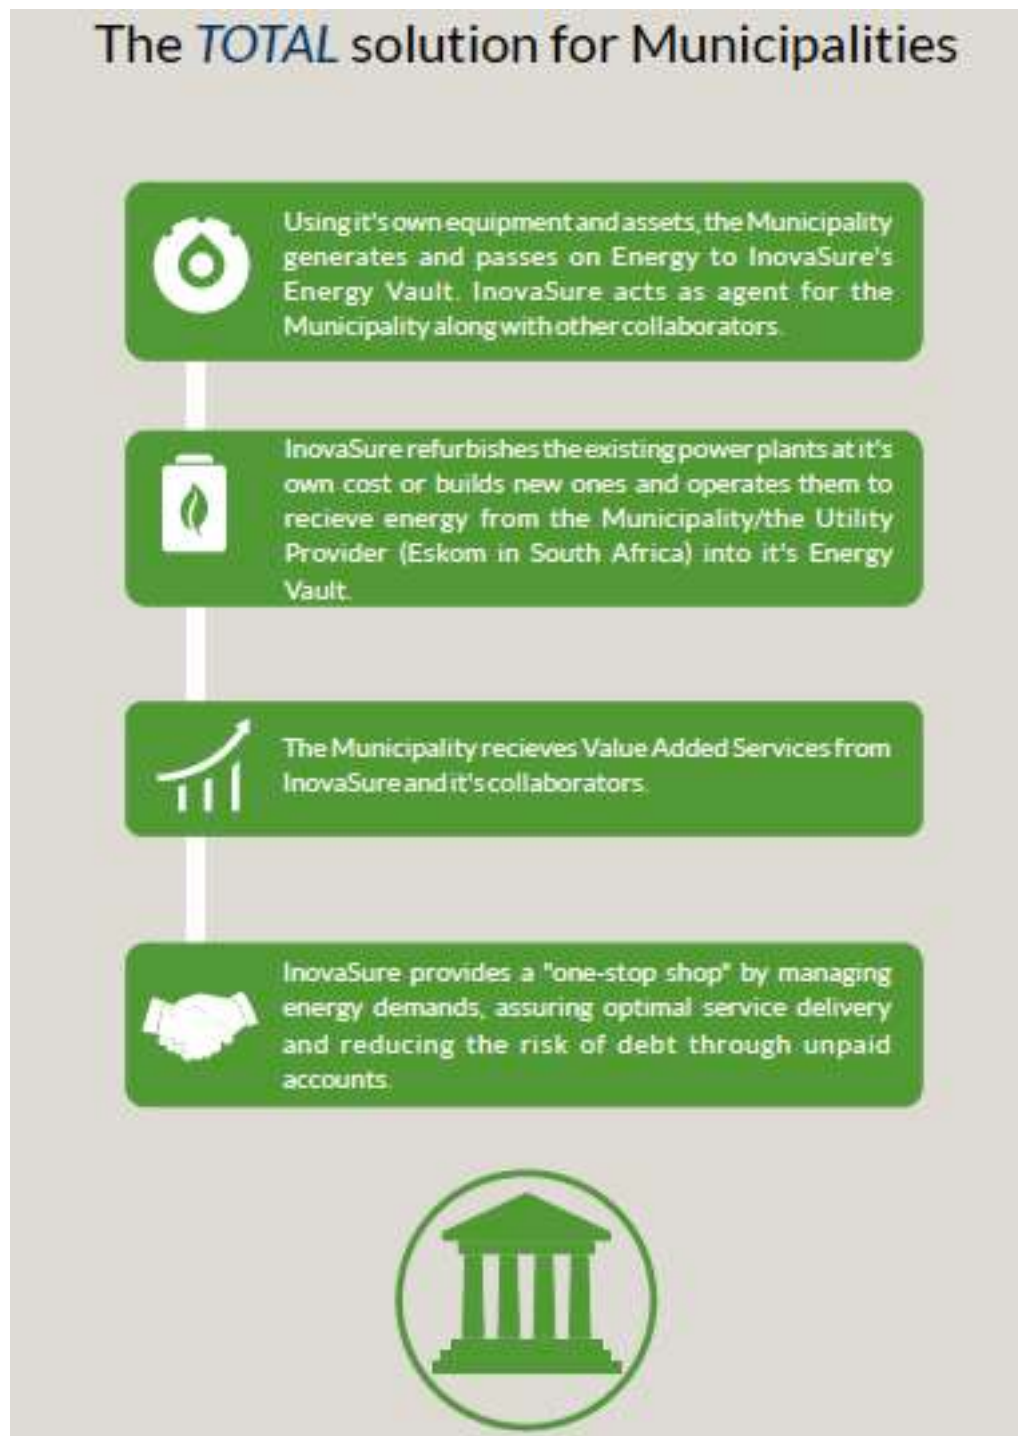 The TOTAL solution for Municipalities
Using it's own equipment and assets, the Municipality
generates and passes on Energy to InovaSure's
Energy Vault. InovaSure acts as agent for the
Municipality along with other collaborators.
InovaSure refurbishes the existing power plants at it's
own cost or builds new ones and operates them to
recieve energy from the Municipality/the Utility
Provider (Eskom in South Africa) into it's Energy
Vault.
The Municipality recieves Value Added Services from
InovaSure and it's collaborators.
InovaSure provides a "one-stop shop" by managing
energy demands, assuring optimal service delivery
and reducing the risk of debt through unpaid
accounts.